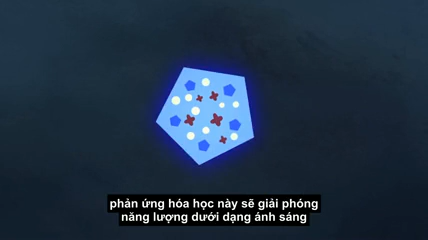 phản ứng hóa học này sẽ giải phóng
năng lượng dưới dạng ánh sáng